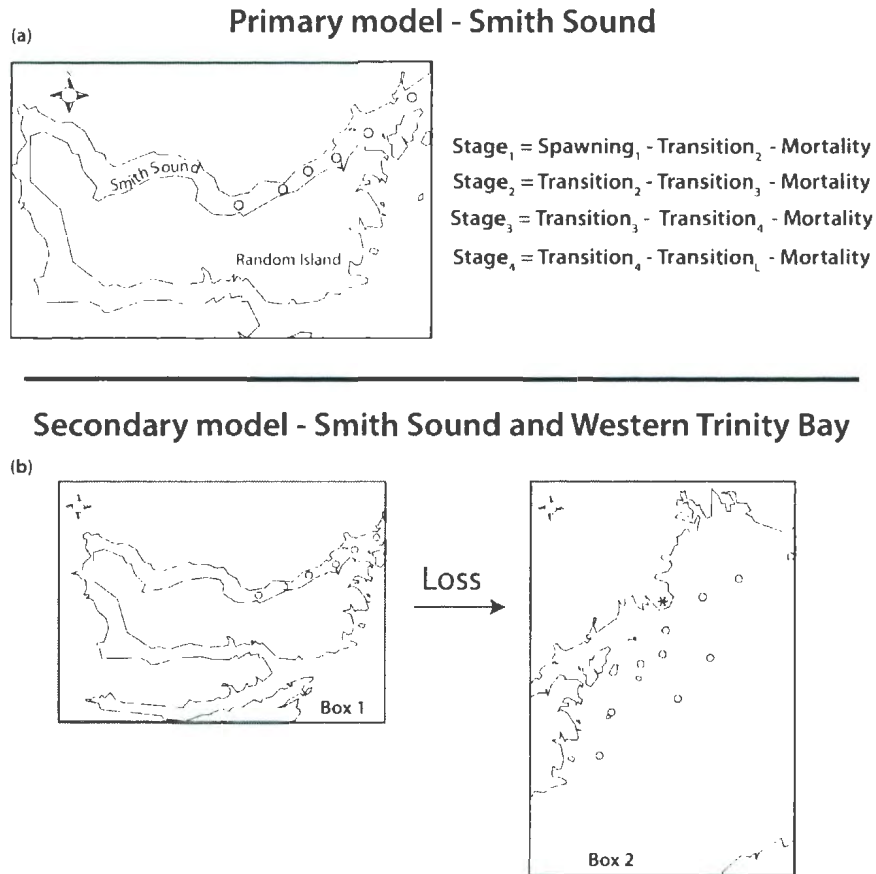 Primary model - Smith Sound
(a)
Smith Sound
Random Island
Stage₁ = Spawning₁ - Transition₂ - Mortality
Stage₂ = Transition₂ - Transition₃ - Mortality
Stage₃ = Transition₃ - Transition₄ - Mortality
Stage₄ = Transition₄ - Transition_L - Mortality
Secondary model - Smith Sound and Western Trinity Bay
(b)
Box 1
Loss
*
Box 2